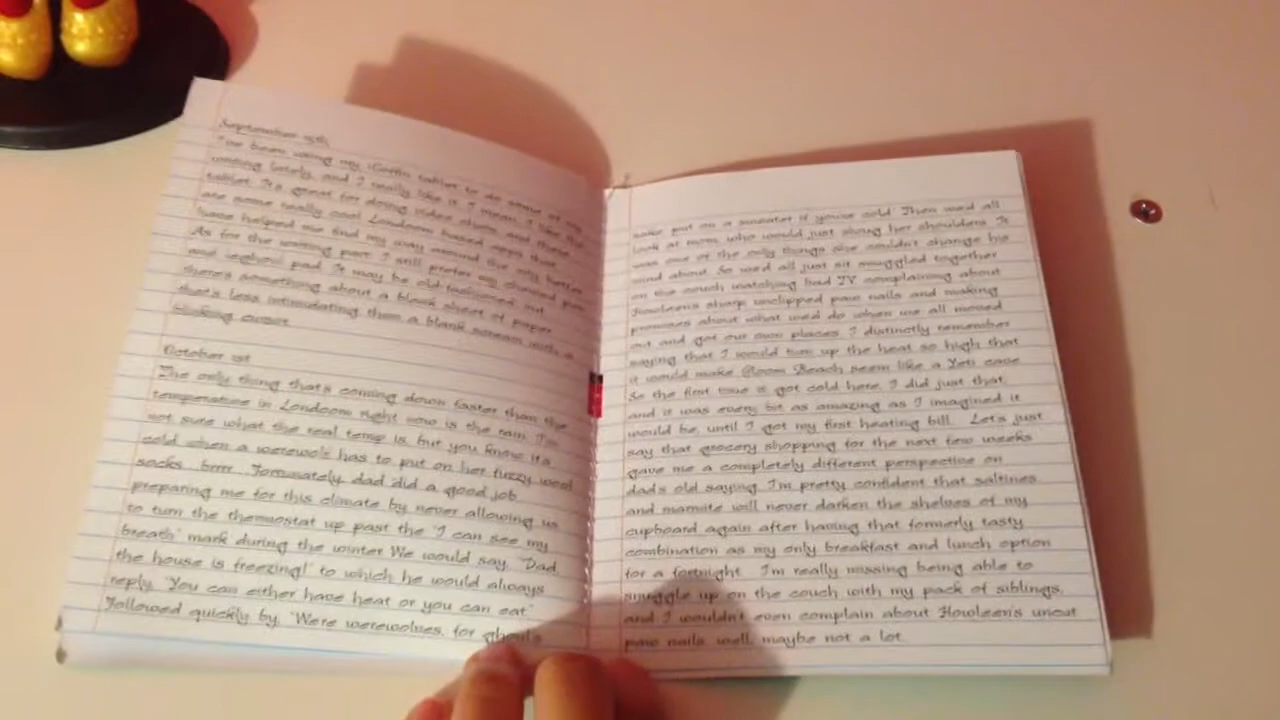 September
I've been using my iCoffin tablet to do some of my
writing lately, and I really like it. I mean, I like the
tablet. It's great for doing video chats and there
are some really cool Londoom based apps that
have helped me find my way around the city better.
As for the writing part I still prefer my chewed pen
and legal pad. It may be old fashioned but
there's something about a blank sheet of paper
that's less intimidating than a blank screen with a
blinking cursor
October 1st
The only thing that's coming down faster than the
temperature in Londoom right now is the rain. I'm
not sure what the real temp is, but you know it's
cold when a werewolf has to put on her fuzzy wool
socks brrr. Fortunately dad did a good job
preparing me for this climate by never allowing us
to turn the thermostat up past the "I can see my
breath" mark during the winter. We would say, "Dad
the house is freezing!" to which he would always
reply, "You can either have heat or you can eat"
followed quickly by, "We're werewolves, for ghoul's
sake put on a sweater if you're cold. Then we'd all
look at mom, who would just shrug her shoulders. It
was one of the only things she couldn't change his
mind about. So we'd all just sit snuggled together
on the couch watching bad TV complaining about
Howleen's sharp unclipped paw nails and making
promises about what we'd do when we all moved
out and got our own places. I distinctly remember
saying that I would turn up the heat so high that
it would make Gloom Beach seem like a Yeti cave
So the first time it got cold here, I did just that,
and it was every bit as amazing as I imagined it
would be, until I got my first heating bill. Let's just
say that grocery shopping for the next few weeks
gave me a completely different perspective on
dad's old saying. I'm pretty confident that saltines
and marmite will never darken the shelves of my
cupboard again after having that formerly tasty
combination as my only breakfast and lunch option
for a fortnight. I'm really missing being able to
snuggle up on the couch with my pack of siblings,
and I wouldn't even complain about Howleen's uncut
paw nails well, maybe not a lot